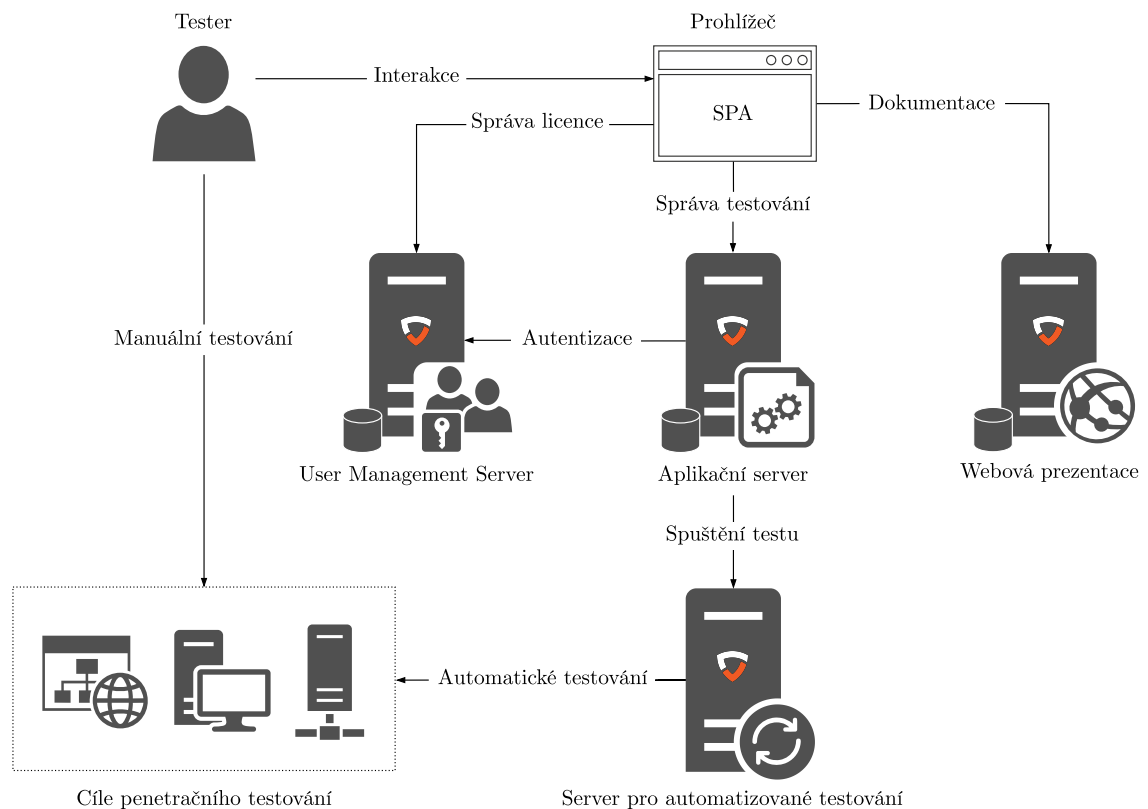 Tester
Prohlížeč
Interakce
SPA
Dokumentace
Správa licence
Správa testování
Manuální testování
Autentizace
User Management Server
Aplikační server
Webová prezentace
Spuštění testu
Automatické testování
Cíle penetračního testování
Server pro automatizované testování